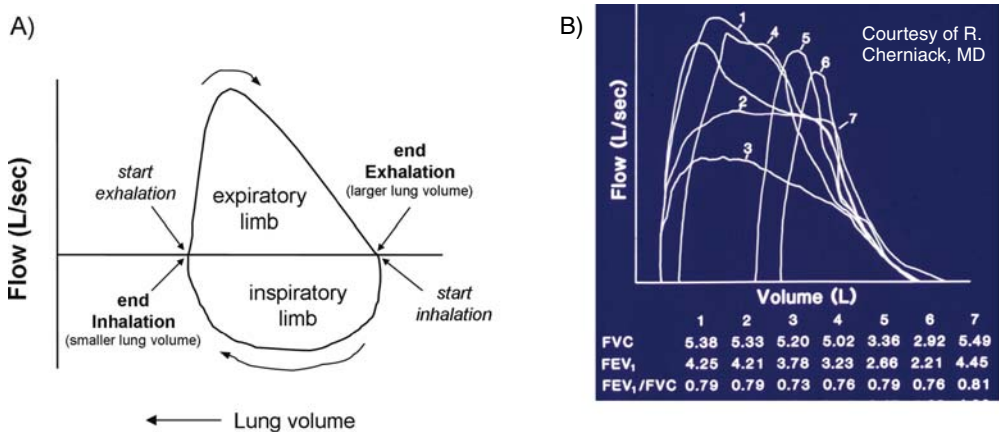 A)
Flow (L/sec)
start
exhalation
expiratory
limb
end
Exhalation
(larger lung volume)
end
Inhalation
(smaller lung volume)
inspiratory
limb
start
inhalation
Lung volume
B)
Courtesy of R.
Cherniack, MD
Flow (L/sec)
1
4
5
6
2
7
3
Volume (L)
1 2 3 4 5 6 7
FVC 5.38 5.33 5.20 5.02 3.36 2.92 5.49
FEV₁ 4.25 4.21 3.78 3.23 2.66 2.21 4.45
FEV₁/FVC 0.79 0.79 0.73 0.76 0.79 0.76 0.81